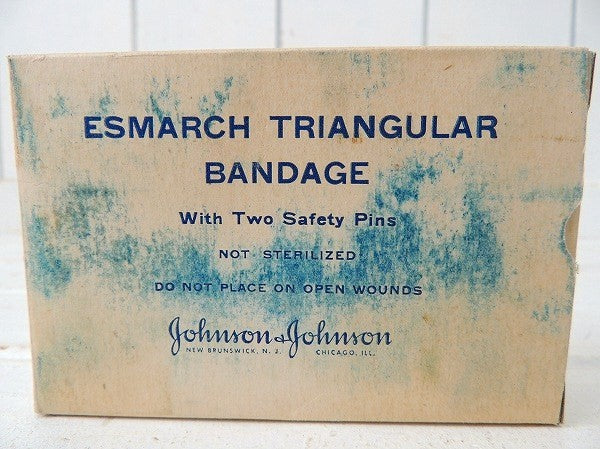 ESMARCH TRIANGULAR
BANDAGE
With Two Safety Pins
NOT STERILIZED
DO NOT PLACE ON OPEN WOUNDS
Johnson & Johnson
NEW BRUNSWICK, N. J. CHICAGO, ILL.